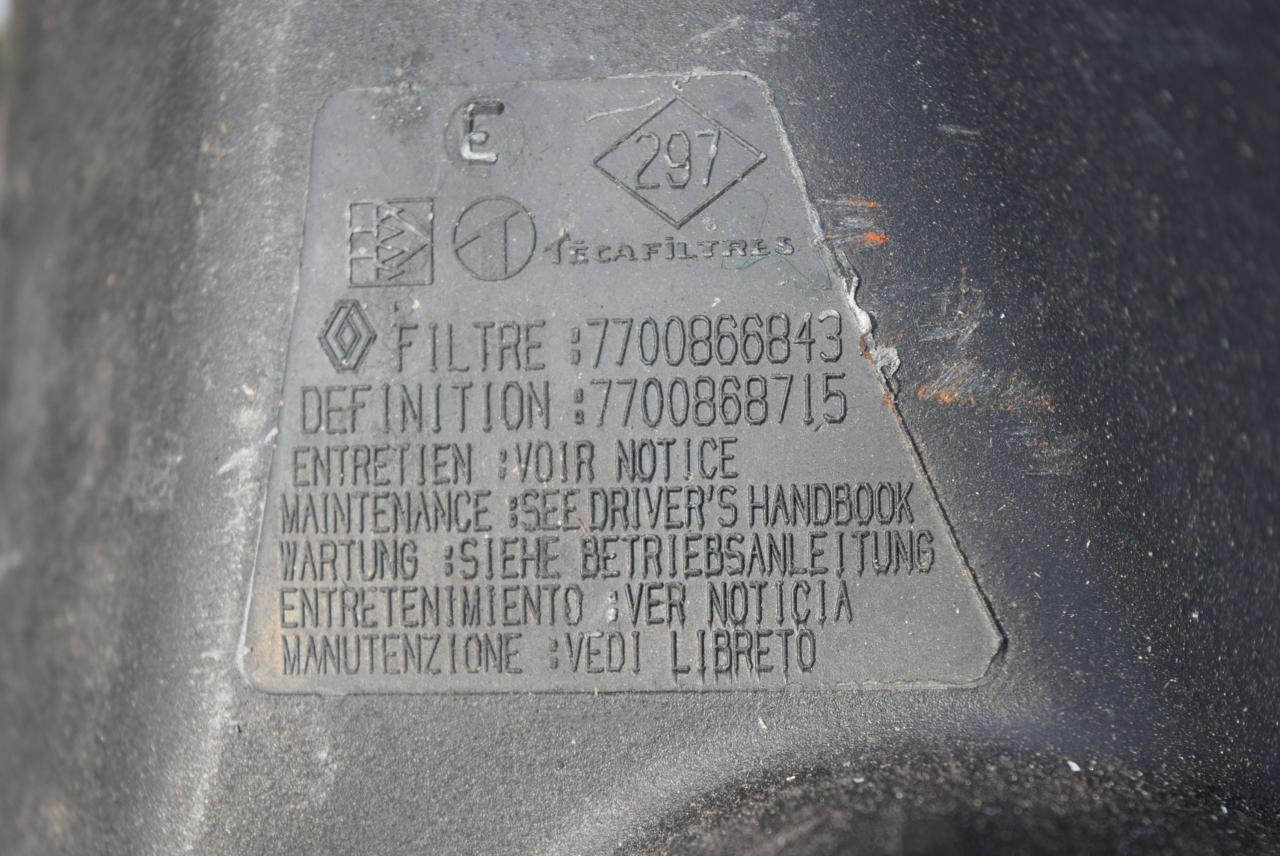 E
297
TECAFILTRES
FILTRE :7700866843
DEFINITION :7700868715
ENTRETIEN :VOIR NOTICE
MAINTENANCE :SEE DRIVER'S HANDBOOK
WARTUNG :SIEHE BETRIEBSANLEITUNG
ENTRETENIMIENTO :VER NOTICIA
MANUTENZIONE :VEDI LIBRETO